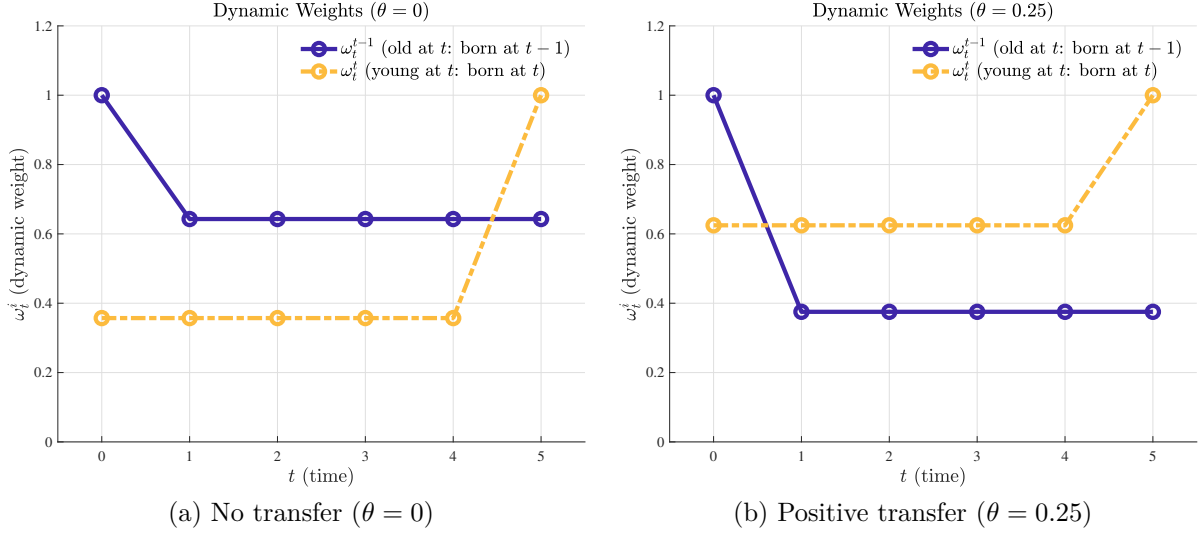 Dynamic Weights (θ = 0)
1.2
1
0.8
0.6
0.4
0.2
0
ω_t^i (dynamic weight)
ω_t^{t−1} (old at t: born at t − 1)
ω_t^t (young at t: born at t)
0 1 2 3 4 5
t (time)
(a) No transfer (θ = 0)
Dynamic Weights (θ = 0.25)
1.2
1
0.8
0.6
0.4
0.2
0
ω_t^i (dynamic weight)
ω_t^{t−1} (old at t: born at t − 1)
ω_t^t (young at t: born at t)
0 1 2 3 4 5
t (time)
(b) Positive transfer (θ = 0.25)